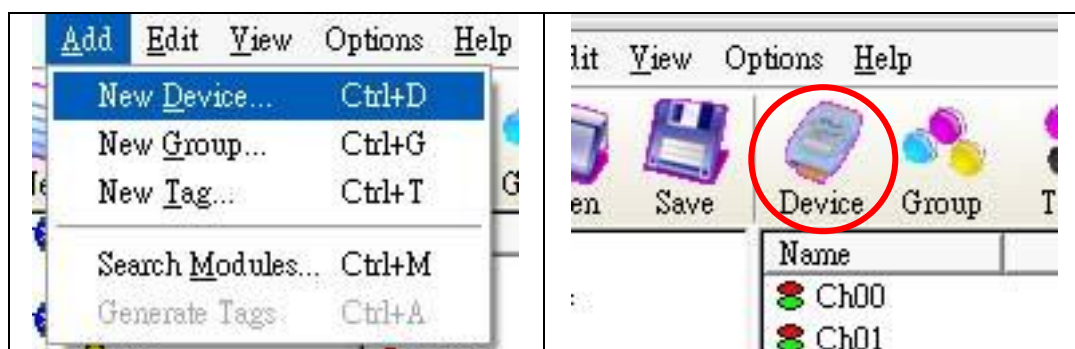 Add Edit View Options Help
New Device... Ctrl+D
New Group... Ctrl+G
New Tag... Ctrl+T
Search Modules... Ctrl+M
Generate Tags Ctrl+A
View Options Help
Save Device Group
Name
Ch00
Ch01